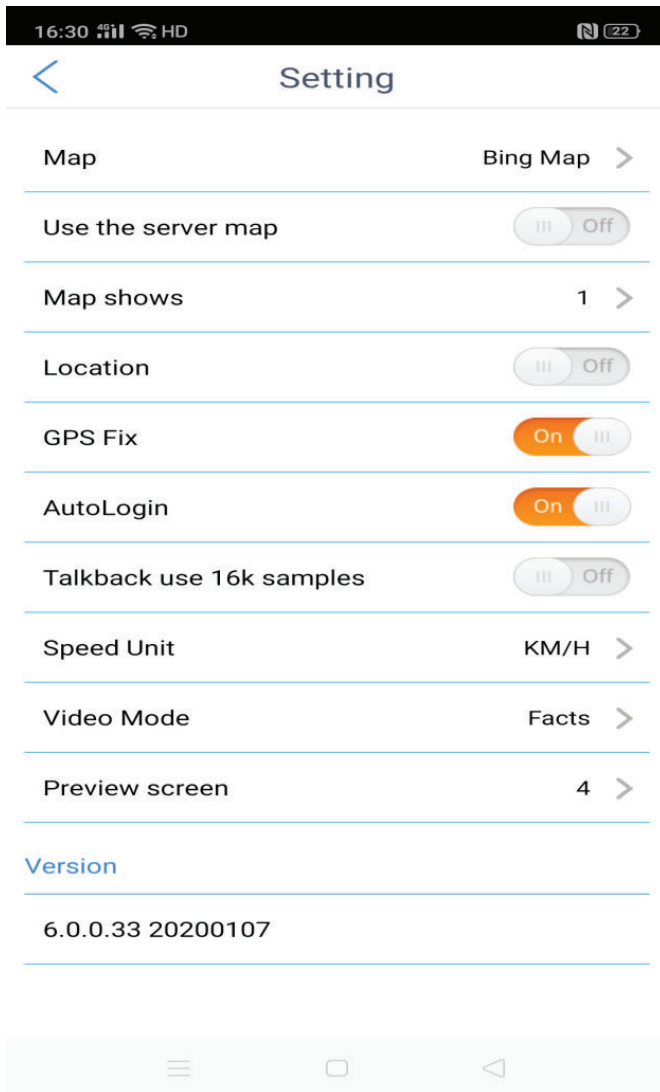 16:30 4G HD N 22
Setting
Map Bing Map
Use the server map Off
Map shows 1
Location Off
GPS Fix On
AutoLogin On
Talkback use 16k samples Off
Speed Unit KM/H
Video Mode Facts
Preview screen 4
Version
6.0.0.33 20200107